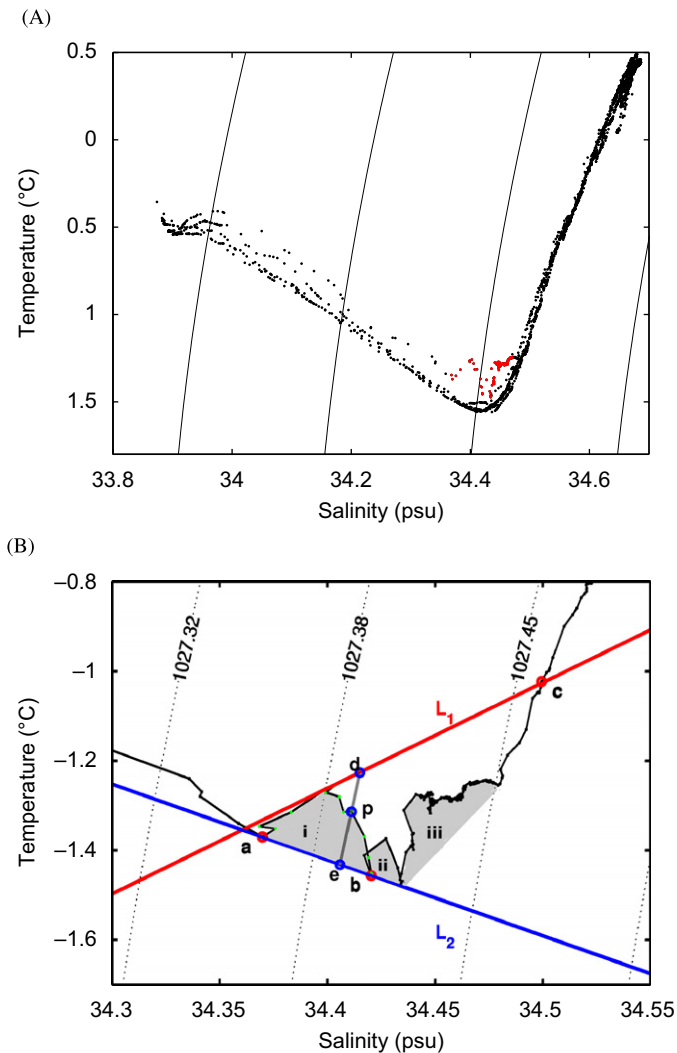 (A)
0.5
0
0.5
1
1.5
Temperature (°C)
33.8
34
34.2
34.4
34.6
Salinity (psu)
(B)
−0.8
−1
−1.2
−1.4
−1.6
Temperature (°C)
1027.32
1027.38
1027.45
L1
c
d
p
i
iii
a
ii
e
b
L2
34.3
34.35
34.4
34.45
34.5
34.55
Salinity (psu)